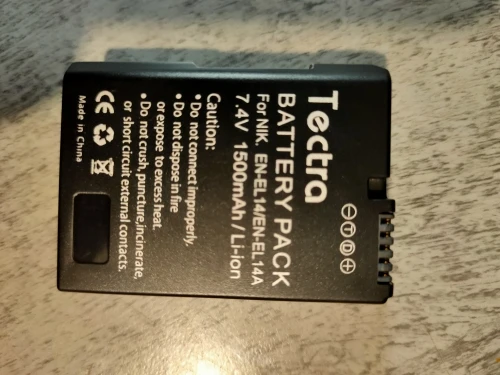 Tectra
BATTERY PACK
For NIK. EN-EL14/EN-EL14A
7.4V 1500mAh / Li-ion
Caution:
• Do not connect improperly.
• Do not dispose in fire
or expose to excess heat.
• Do not crush,puncture,incinerate,
or short circuit external contacts.
CE
Made in China
⊖ T D ⊕